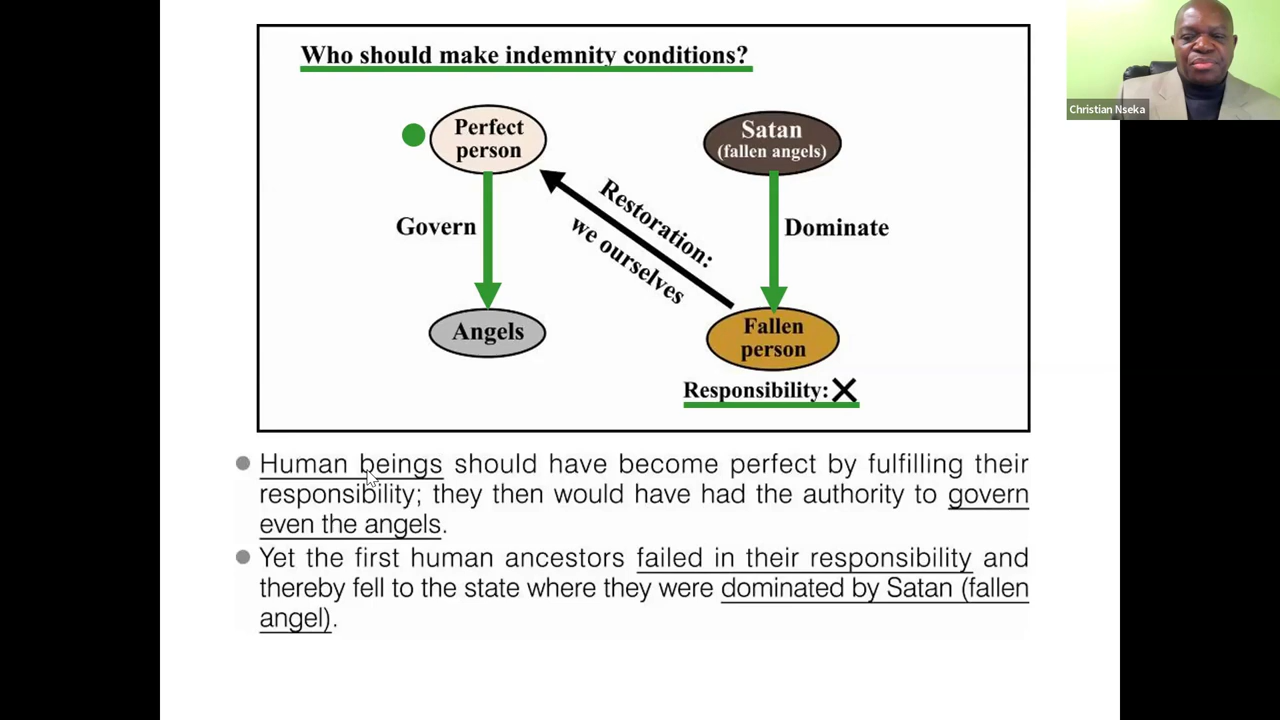 Who should make indemnity conditions?
Perfect
person
Satan
(fallen angels)
Govern
Restoration:
we ourselves
Dominate
Angels
Fallen
person
Responsibility:
Human beings should have become perfect by fulfilling their
responsibility; they then would have had the authority to govern
even the angels.
Yet the first human ancestors failed in their responsibility and
thereby fell to the state where they were dominated by Satan (fallen
angel).
Christian Nseka